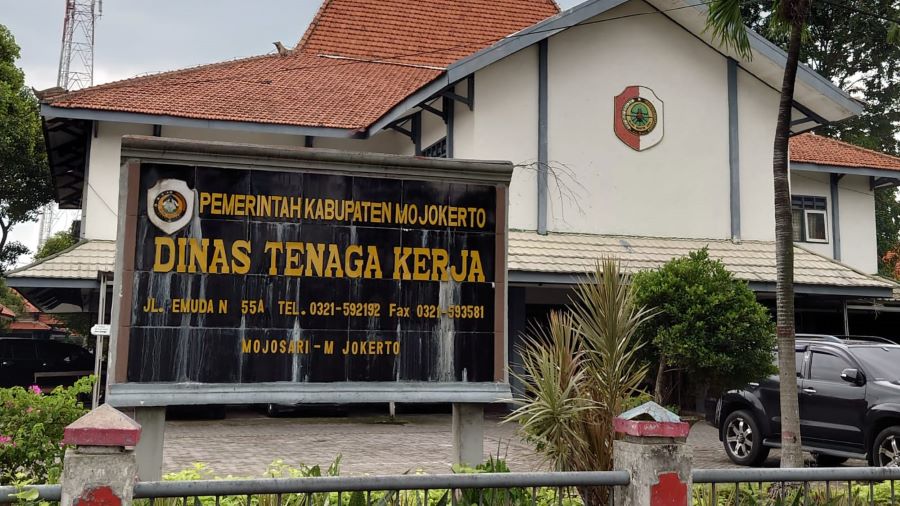 PEMERINTAH KABUPATEN MOJOKERTO
DINAS TENAGA KERJA
JL. EMUDA N 55A TEL. 0321-592192 Fax 0321-593581
MOJOSARI - M JOKERTO